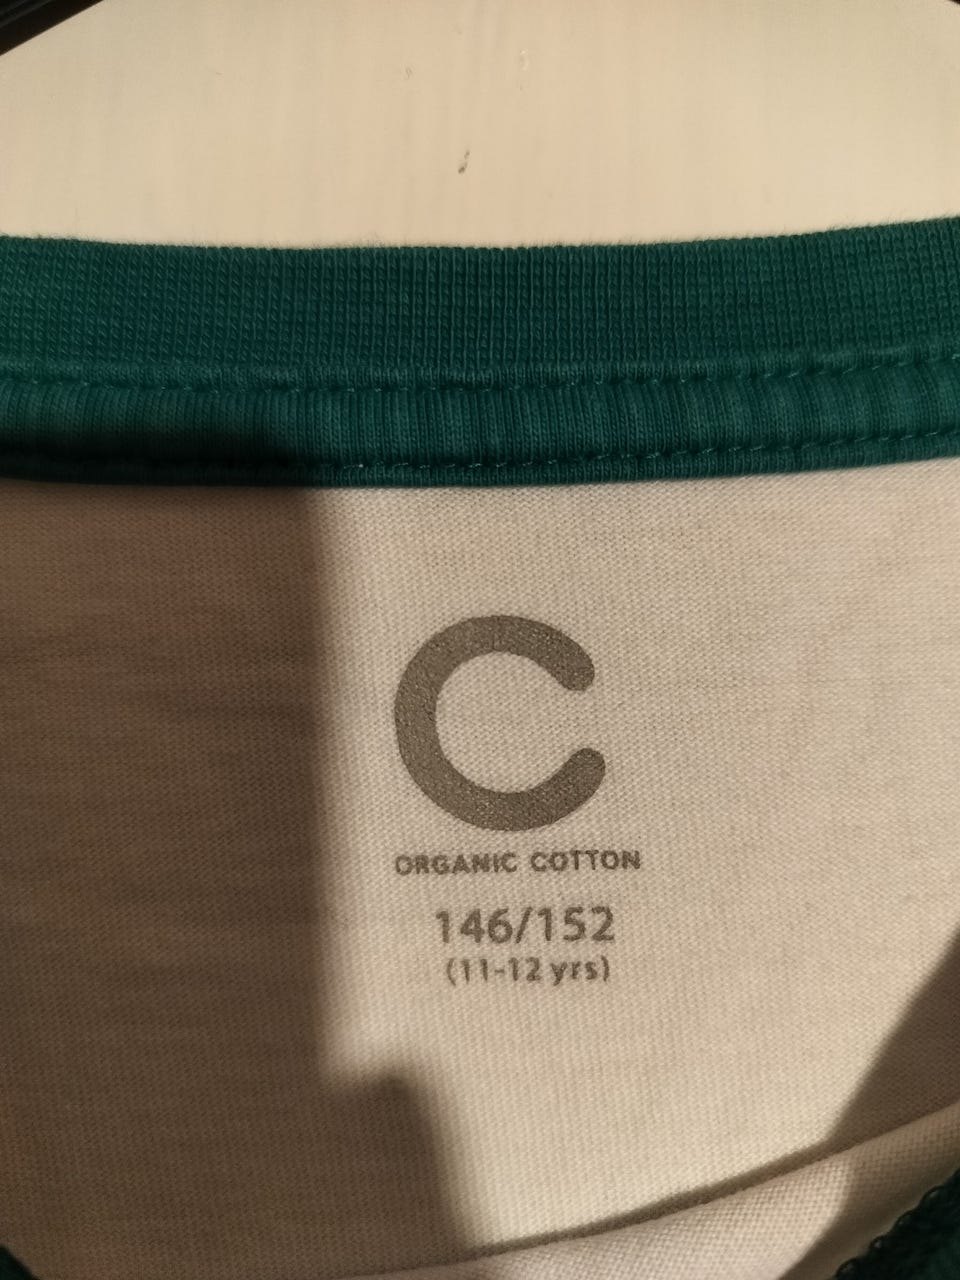 C
ORGANIC COTTON
146/152
(11-12 yrs)